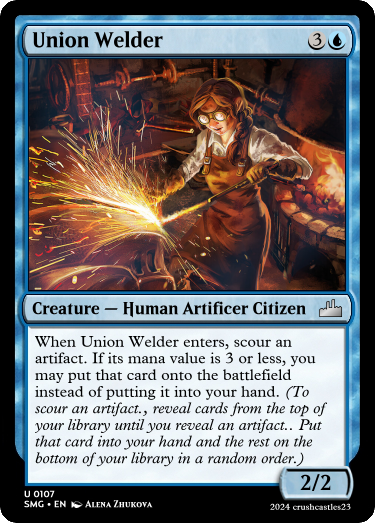 Union Welder 3
Creature — Human Artificer Citizen
When Union Welder enters, scour an
artifact. If its mana value is 3 or less, you
may put that card onto the battlefield
instead of putting it into your hand. (To
scour an artifact., reveal cards from the top of
your library until you reveal an artifact.. Put
that card into your hand and the rest on the
bottom of your library in a random order.)
2/2
U 0107
SMG • EN Alena Zhukova
2024 crushcastles23